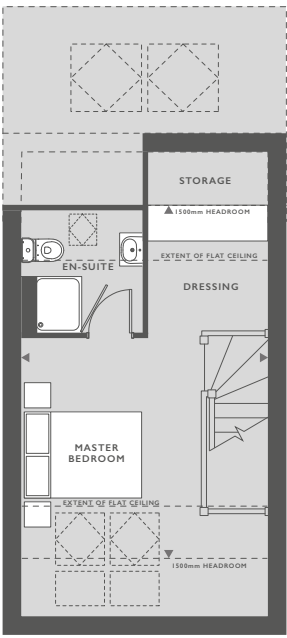 STORAGE
1500mm HEADROOM
EXTENT OF FLAT CEILING
EN-SUITE
DRESSING
MASTER
BEDROOM
EXTENT OF FLAT CEILING
1500mm HEADROOM